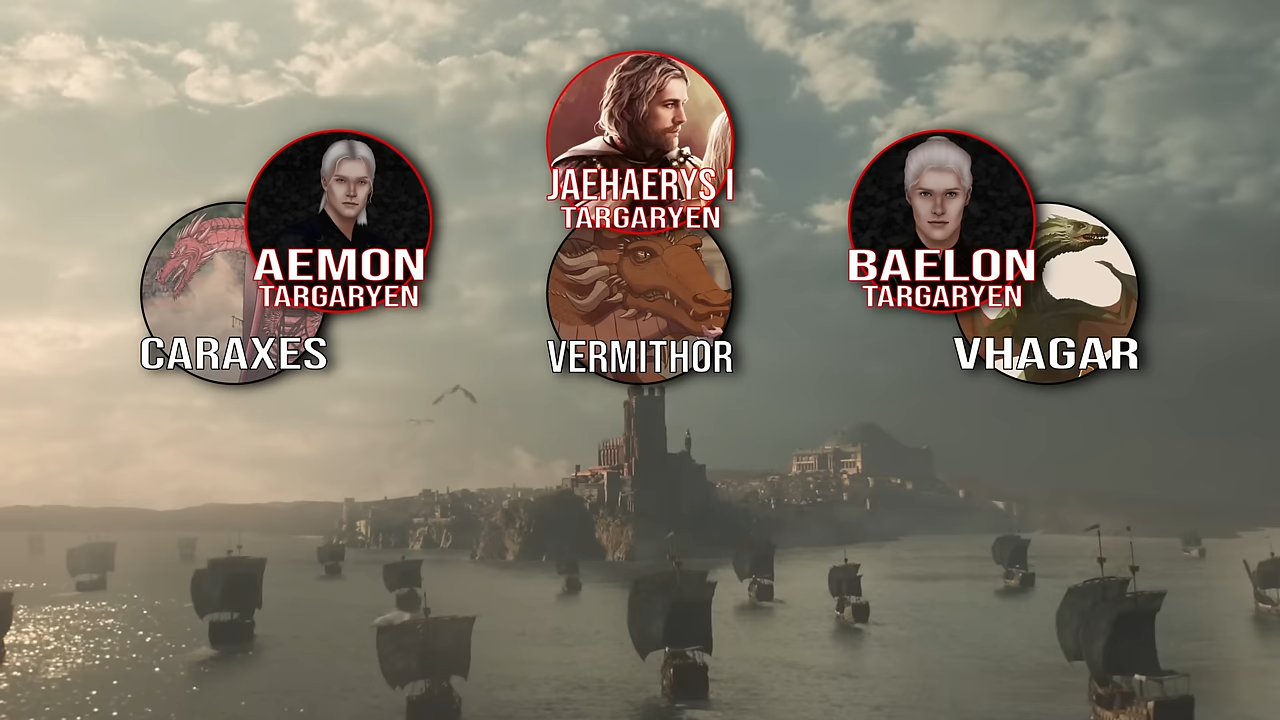 JAEHAERYS I
TARGARYEN
VERMITHOR
AEMON
TARGARYEN
CARAXES
BAELON
TARGARYEN
VHAGAR